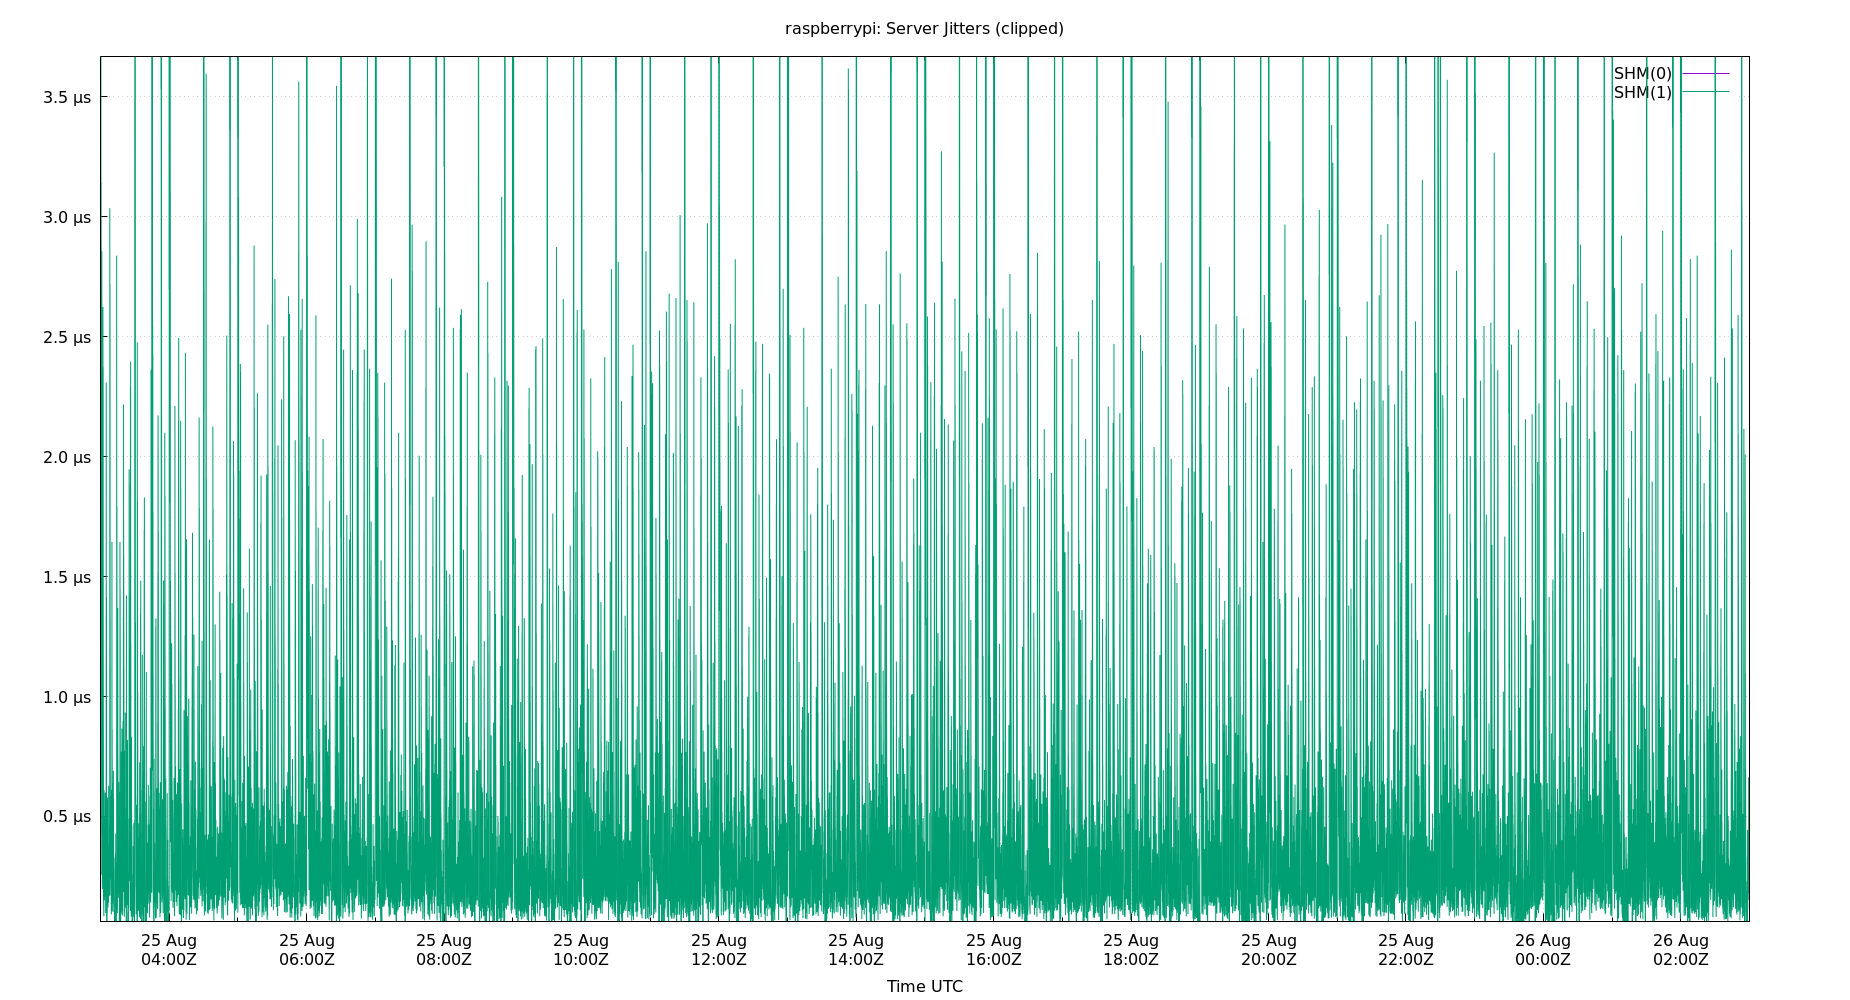 raspberrypi: Server Jitters (clipped)
SHM(0)
SHM(1)
3.5 µs
3.0 µs
2.5 µs
2.0 µs
1.5 µs
1.0 µs
0.5 µs
25 Aug 25 Aug 25 Aug 25 Aug 25 Aug 25 Aug 25 Aug 25 Aug 25 Aug 25 Aug 26 Aug 26 Aug
04:00Z 06:00Z 08:00Z 10:00Z 12:00Z 14:00Z 16:00Z 18:00Z 20:00Z 22:00Z 00:00Z 02:00Z
Time UTC